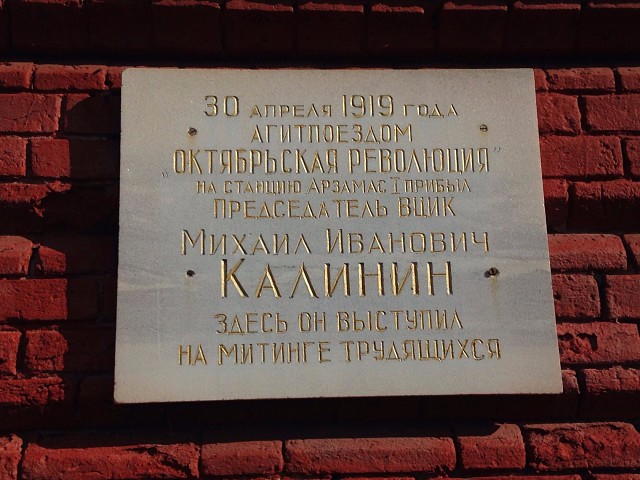 30 апреля 1919 года
агитпоездом
„Октябрьская революция"
на станцию Арзамас I прибыл
Председатель ВЦИК
Михаил Иванович
Калинин
здесь он выступил
на митинге трудящихся